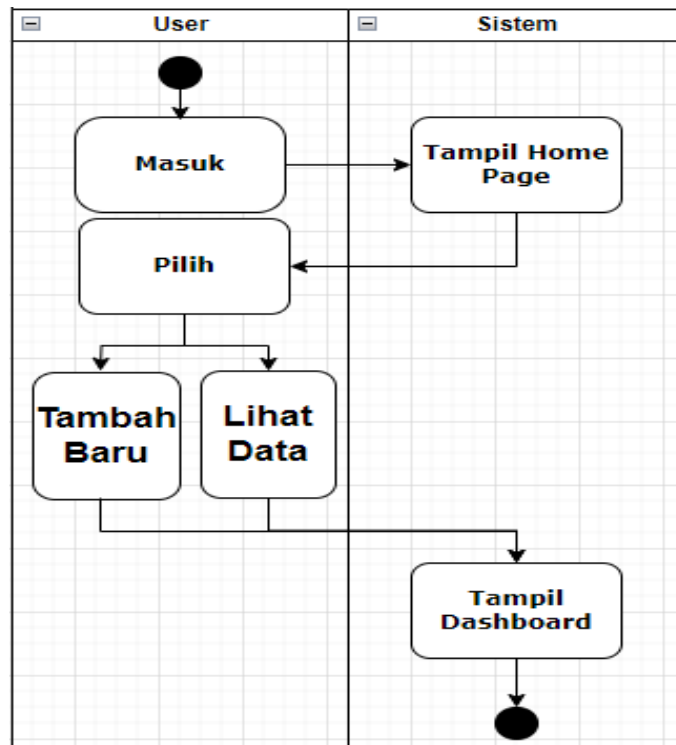 User
Sistem
Masuk
Tampil Home
Page
Pilih
Tambah
Baru
Lihat
Data
Tampil
Dashboard